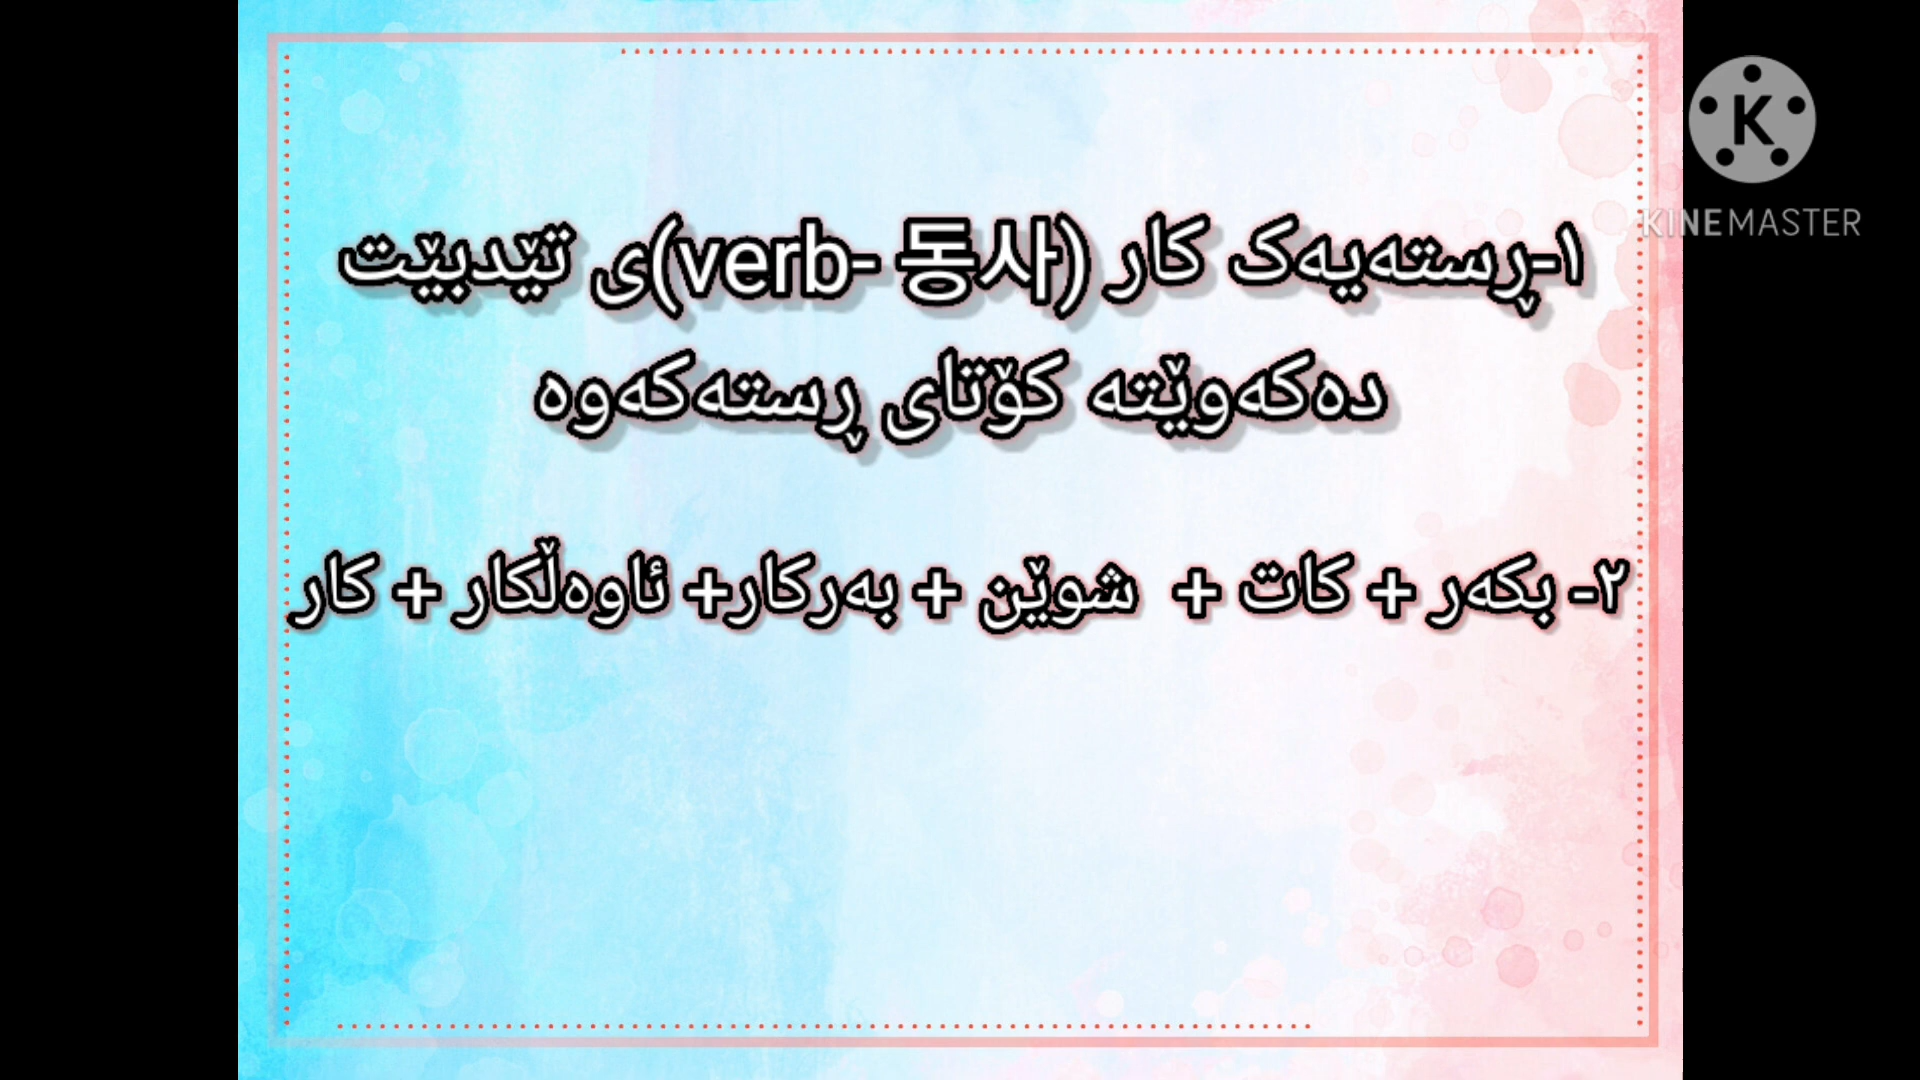 ١-ڕستەیەک کار (verb- 동사)ی تێدبێت
دەکەوێتە کۆتای ڕستەکەوە
٢- بکەر + کات + شوێن + بەرکار+ ئاوەڵکار + کار
K
KINEMASTER